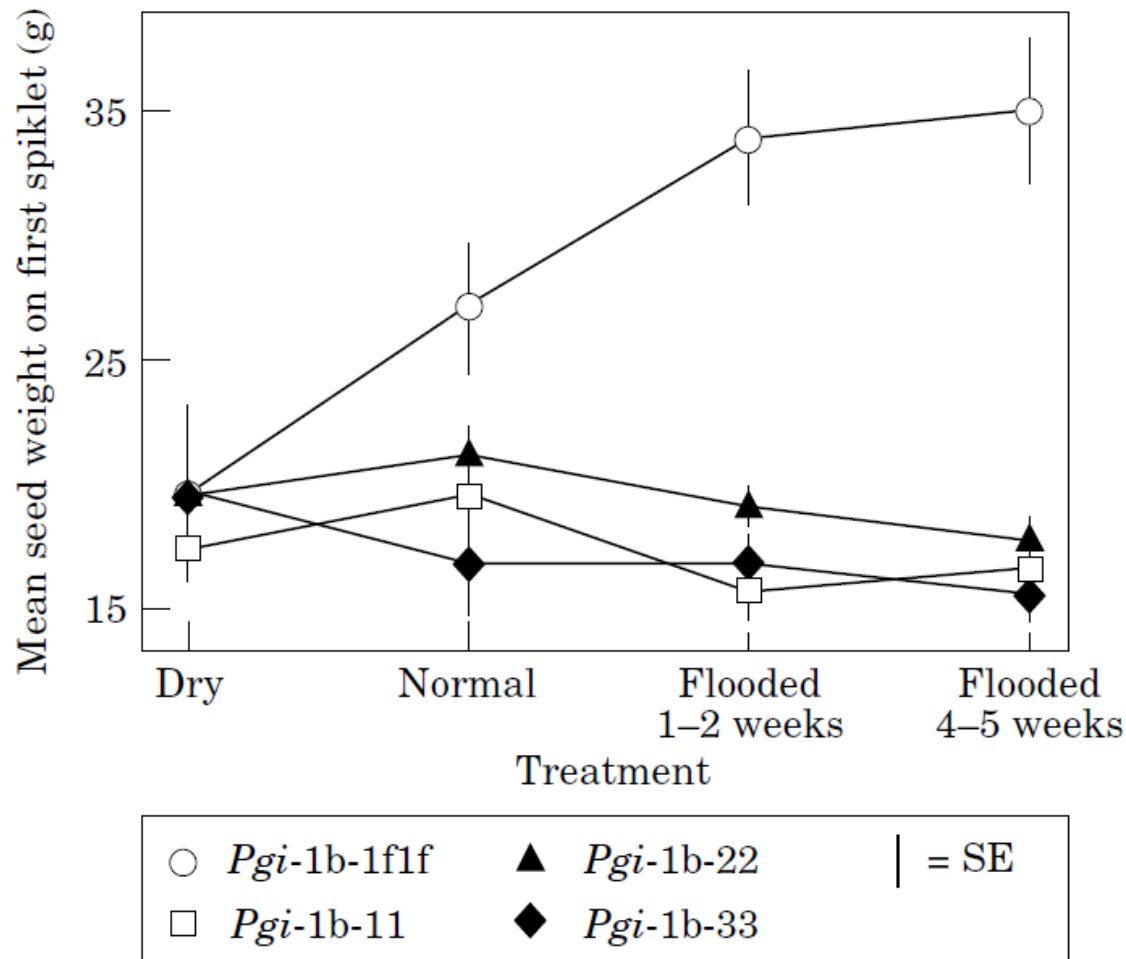 Mean seed weight on first spiklet (g)
35
25
15
Dry Normal Flooded 1–2 weeks Flooded 4–5 weeks
Treatment
Pgi-1b-1f1f Pgi-1b-22 = SE
Pgi-1b-11 Pgi-1b-33